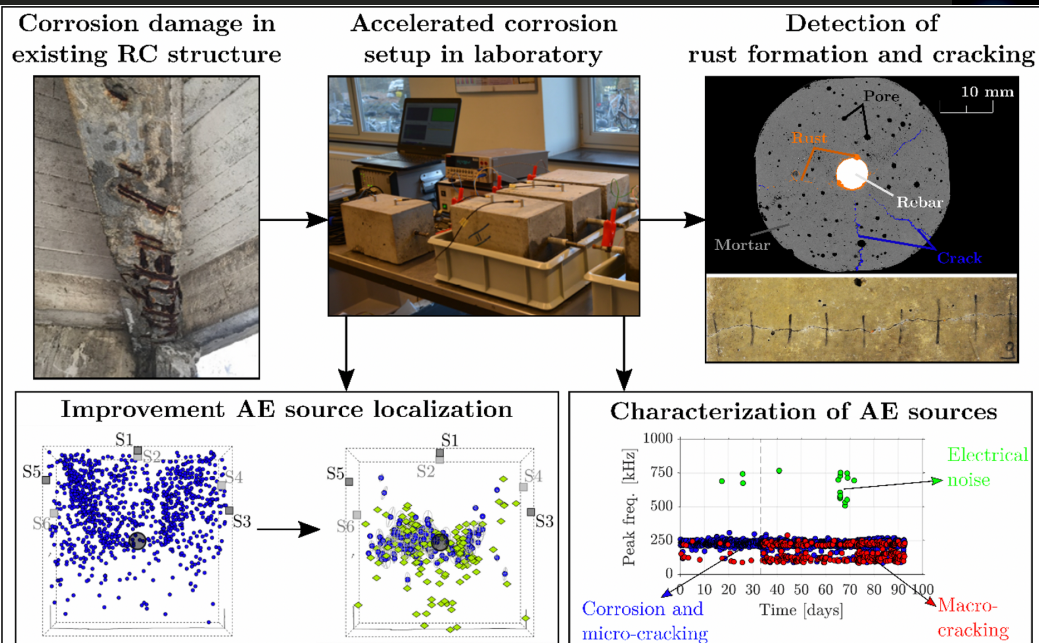 Corrosion damage in
existing RC structure
Accelerated corrosion
setup in laboratory
Detection of
rust formation and cracking
Pore
10 mm
Rust
Rebar
Mortar
Crack
Improvement AE source localization
S1
S2
S5
S4
S6
S3
S1
S2
S5
S4
S6
S3
Characterization of AE sources
1000
750
500
250
0
Peak freq. [kHz]
0 10 20 30 40 50 60 70 80 90 100
Time [days]
Electrical
noise
Corrosion and
micro-cracking
Macro-
cracking